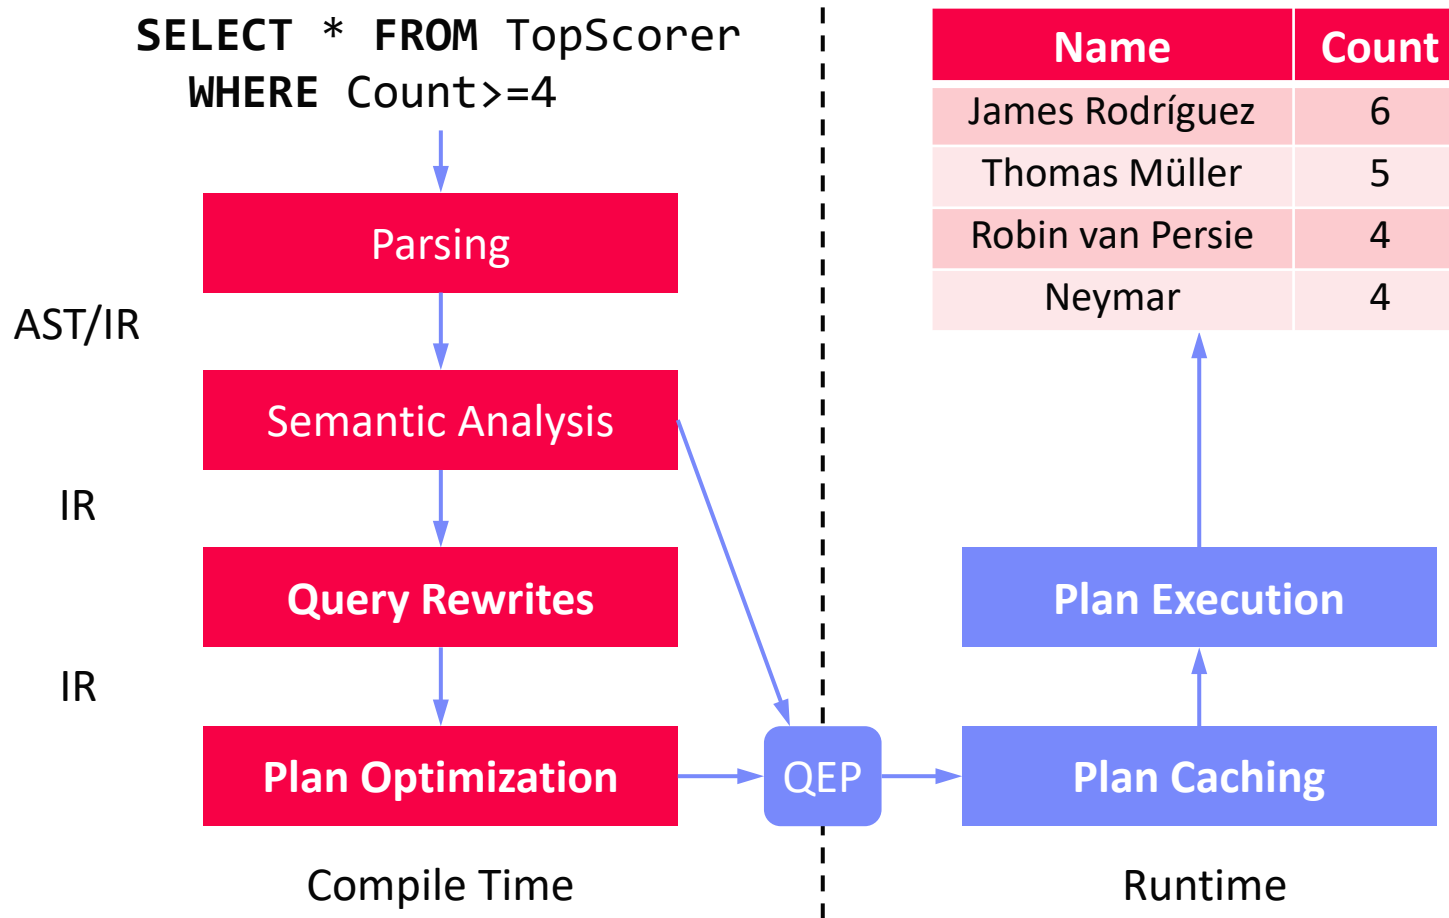 SELECT * FROM TopScorer
WHERE Count>=4
Parsing
AST/IR
Semantic Analysis
IR
Query Rewrites
IR
Plan Optimization
Compile Time
QEP
Name Count
James Rodríguez 6
Thomas Müller 5
Robin van Persie 4
Neymar 4
Plan Execution
Plan Caching
Runtime